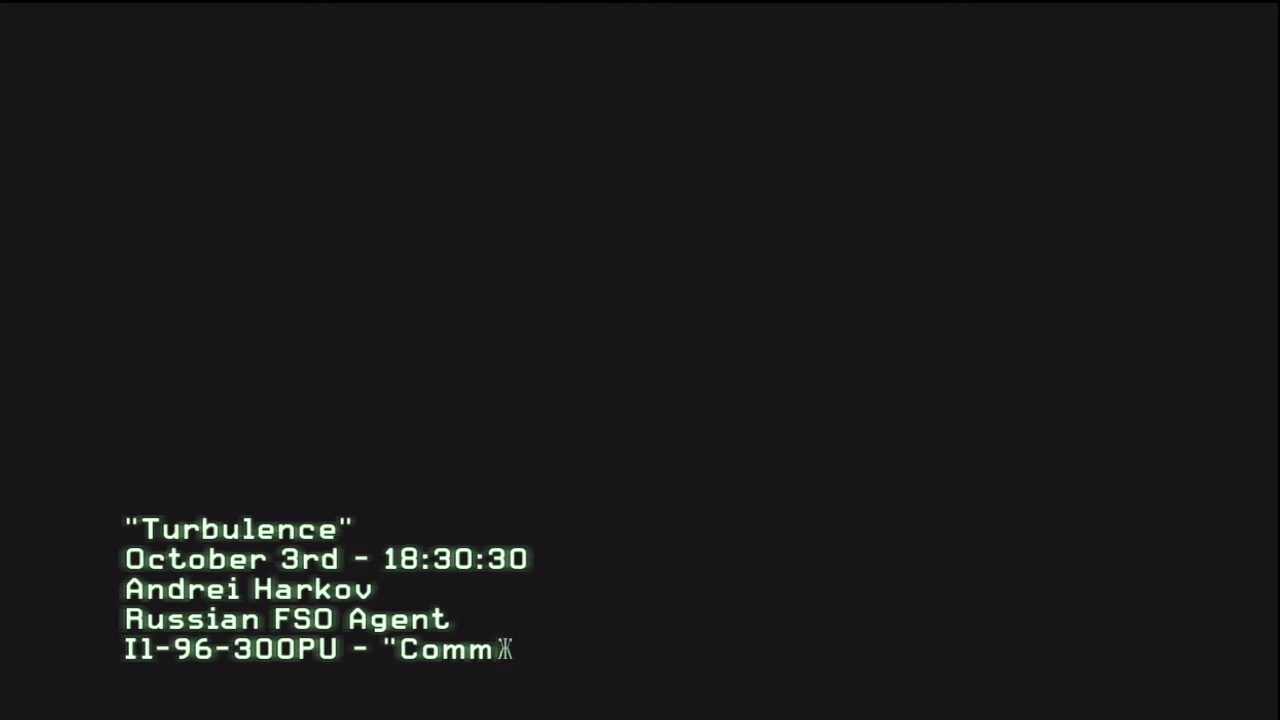 "Turbulence"
October 3rd - 18:30:30
Andrei Harkov
Russian FSO Agent
Il-96-300PU - "CommЖ